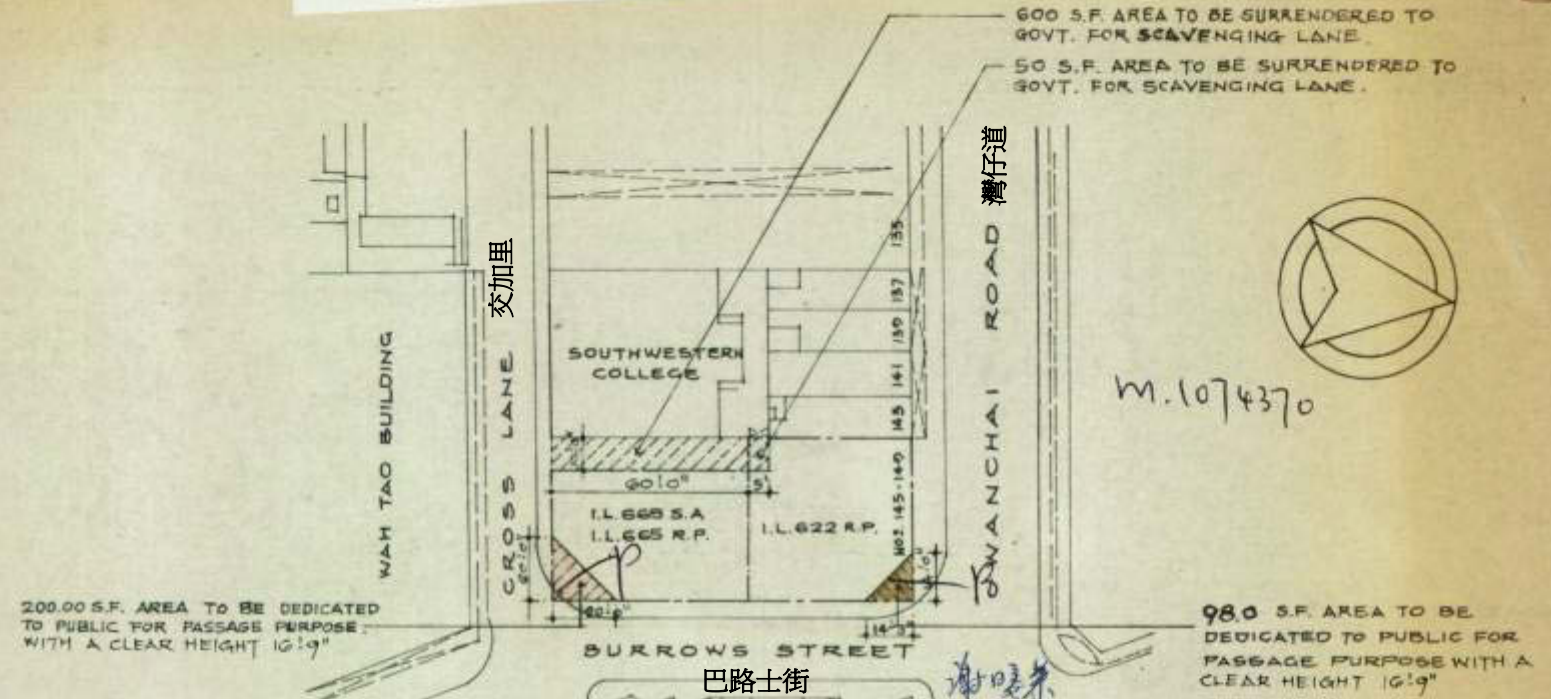 600 S.F. AREA TO BE SURRENDERED TO
GOVT. FOR SCAVENGING LANE.
50 S.F. AREA TO BE SURRENDERED TO
GOVT. FOR SCAVENGING LANE.
灣仔道
WANCHAI ROAD
交加里
CROSS LANE
WAH TAO BUILDING
135
137
139
141
143
NOS. 145-149
SOUTHWESTERN
COLLEGE
M.1074370
60'0"
5'
I.L. 665 S.A
I.L. 665 R.P.
I.L. 622 R.P.
20'0"
20'0"
14'
P
P
200.00 S.F. AREA TO BE DEDICATED
TO PUBLIC FOR PASSAGE PURPOSE
WITH A CLEAR HEIGHT 16'9"
98.0 S.F. AREA TO BE
DEDICATED TO PUBLIC FOR
PASSAGE PURPOSE WITH A
CLEAR HEIGHT 16'9"
BURROWS STREET
巴路士街